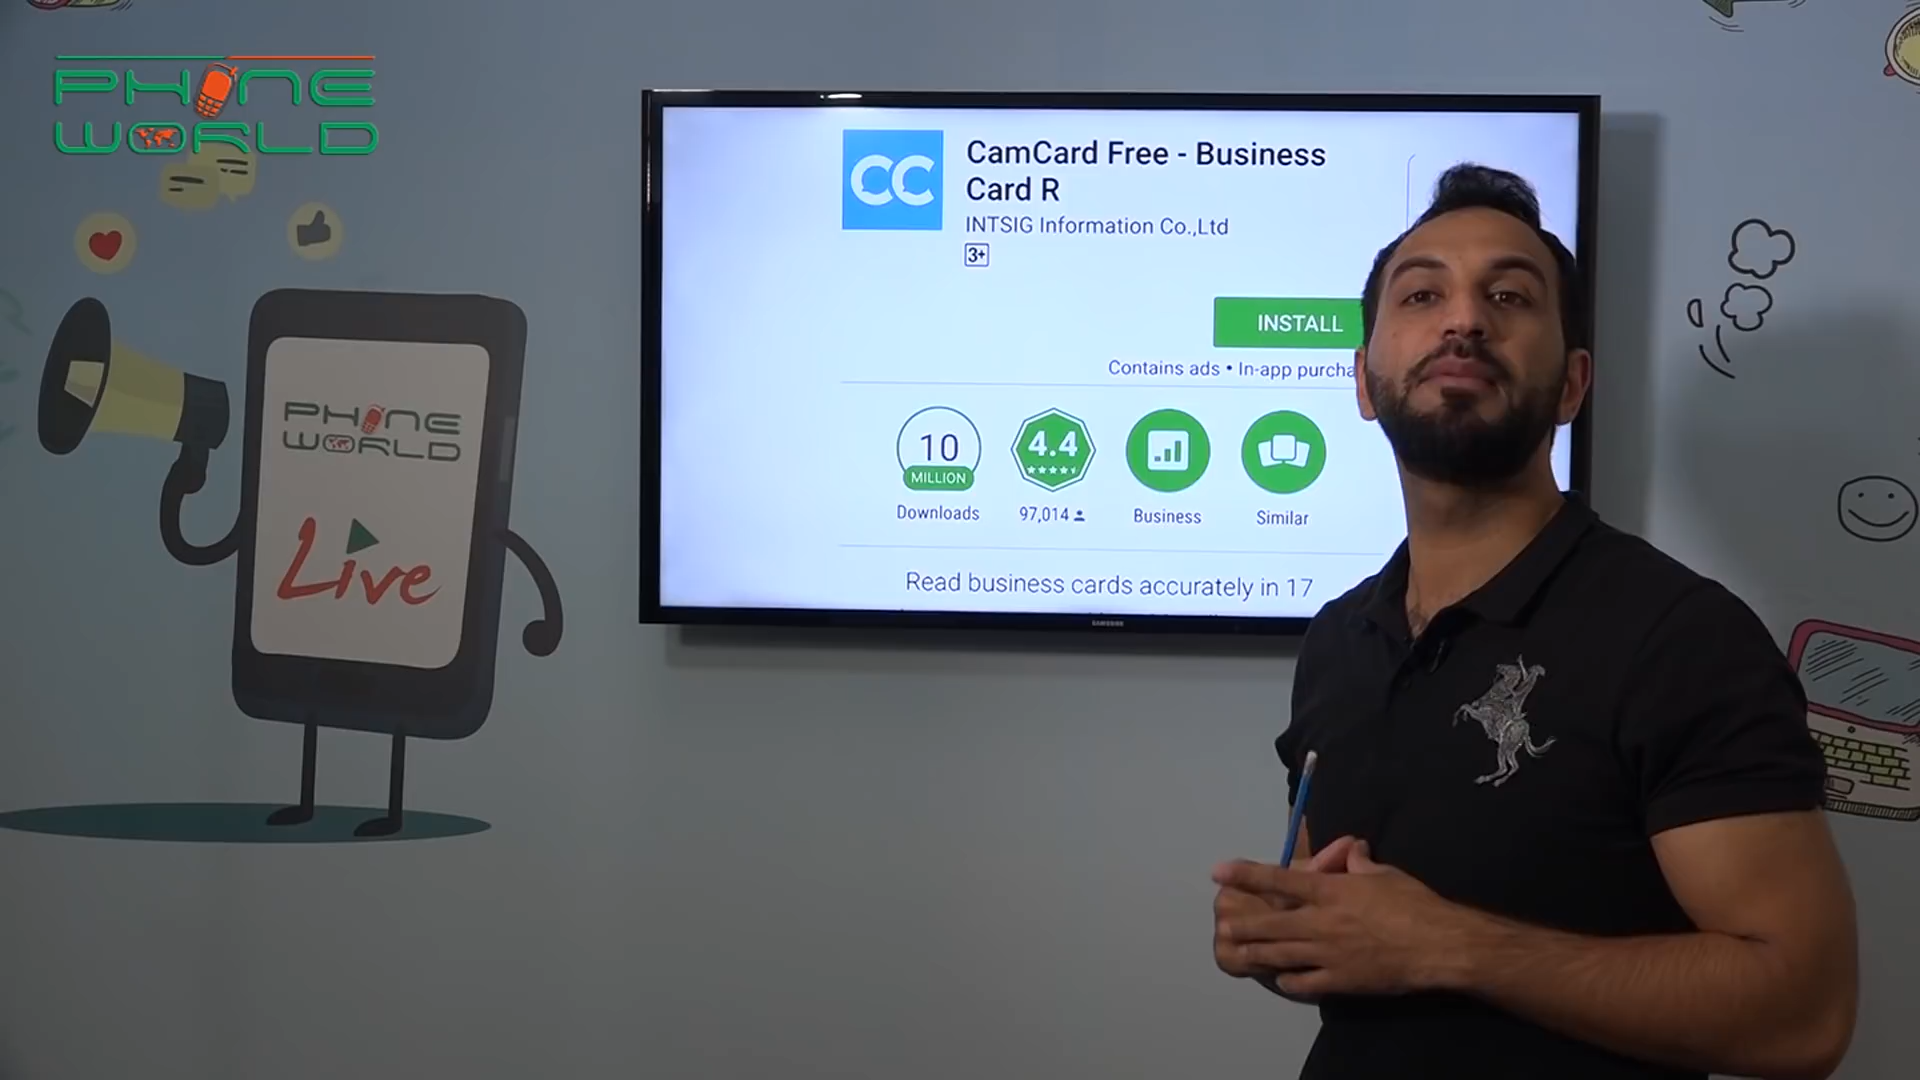 PHONE
WORLD
CamCard Free - Business
Card R
INTSIG Information Co.,Ltd
3+
INSTALL
Contains ads • In-app purcha
10
MILLION
Downloads
4.4
97,014
Business
Similar
Read business cards accurately in 17
SAMSUNG
PHONE
WORLD
Live